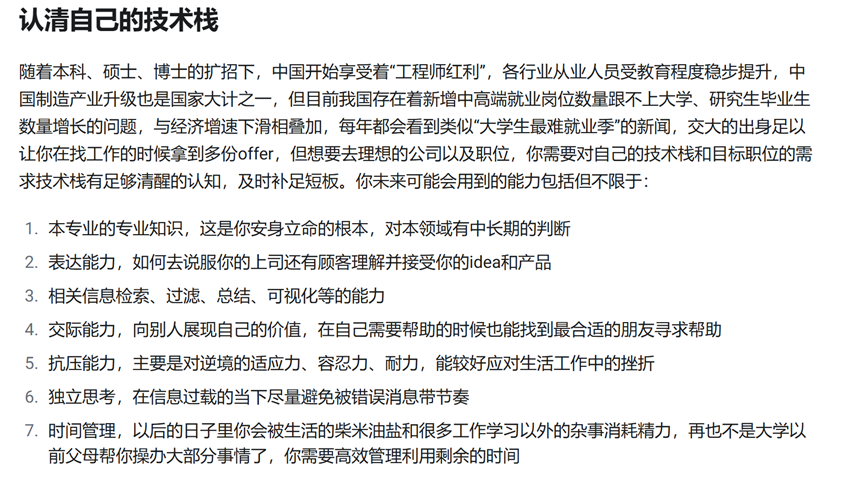 认清自己的技术栈
随着本科、硕士、博士的扩招下，中国开始享受着“工程师红利”，各行业从业人员受教育程度稳步提升，中
国制造产业升级也是国家大计之一，但目前我国存在着新增中高端就业岗位数量跟不上大学、研究生毕业生
数量增长的问题，与经济增速下滑相叠加，每年都会看到类似“大学生最难就业季”的新闻，交大的出身足以
让你在找工作的时候拿到多份offer，但想要去理想的公司以及职位，你需要对自己的技术栈和目标职位的需
求技术栈有足够清醒的认知，及时补足短板。你未来可能会用到的能力包括但不限于：
1. 本专业的专业知识，这是你安身立命的根本，对本领域有中长期的判断
2. 表达能力，如何去说服你的上司还有顾客理解并接受你的idea和产品
3. 相关信息检索、过滤、总结、可视化等的能力
4. 交际能力，向别人展现自己的价值，在自己需要帮助的时候也能找到最合适的朋友寻求帮助
5. 抗压能力，主要是对逆境的适应力、容忍力、耐力，能较好应对生活工作中的挫折
6. 独立思考，在信息过载的当下尽量避免被错误消息带节奏
7. 时间管理，以后的日子里你会被生活的柴米油盐和很多工作学习以外的杂事消耗精力，再也不是大学以
前父母帮你操办大部分事情了，你需要高效管理利用剩余的时间